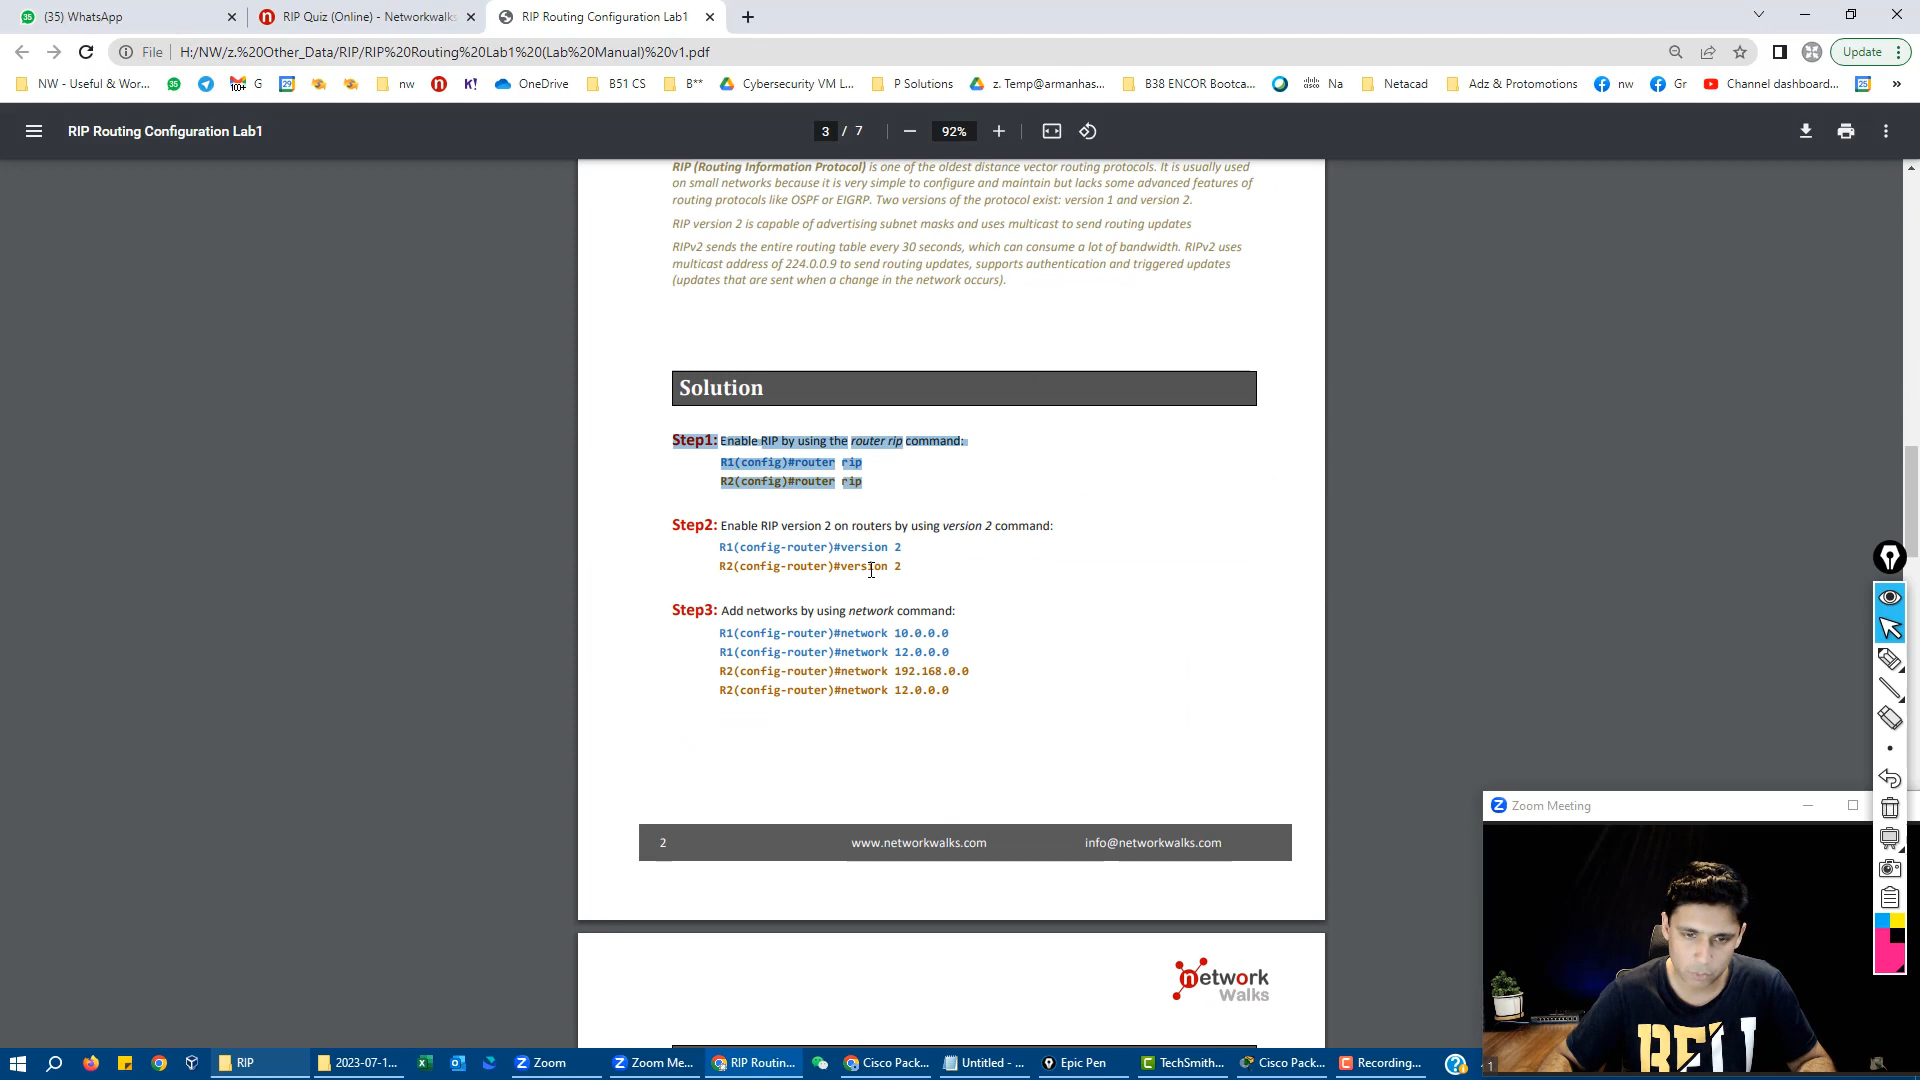 (35) WhatsApp
RIP Quiz (Online) - Networkwalks
RIP Routing Configuration Lab1
File
H:/NW/z.%20Other_Data/RIP/RIP%20Routing%20Lab1%20(Lab%20Manual)%20v1.pdf
Update
NW - Useful & Wor...
35
100+
G
29
nw
K!
OneDrive
B51 CS
B**
Cybersecurity VM L...
P Solutions
z. Temp@armanhas...
B38 ENCOR Bootca...
Na
Netacad
Adz & Protomotions
nw
Gr
Channel dashboard...
25
RIP Routing Configuration Lab1
3 / 7
92%
RIP (Routing Information Protocol) is one of the oldest distance vector routing protocols. It is usually used
on small networks because it is very simple to configure and maintain but lacks some advanced features of
routing protocols like OSPF or EIGRP. Two versions of the protocol exist: version 1 and version 2.
RIP version 2 is capable of advertising subnet masks and uses multicast to send routing updates
RIPv2 sends the entire routing table every 30 seconds, which can consume a lot of bandwidth. RIPv2 uses
multicast address of 224.0.0.9 to send routing updates, supports authentication and triggered updates
(updates that are sent when a change in the network occurs).
Solution
Step1: Enable RIP by using the router rip command:
R1(config)#router rip
R2(config)#router rip
Step2: Enable RIP version 2 on routers by using version 2 command:
R1(config-router)#version 2
R2(config-router)#version 2
Step3: Add networks by using network command:
R1(config-router)#network 10.0.0.0
R1(config-router)#network 12.0.0.0
R2(config-router)#network 192.168.0.0
R2(config-router)#network 12.0.0.0
2
www.networkwalks.com
info@networkwalks.com
network
Walks
Zoom Meeting
RIP
2023-07-1...
Zoom
Zoom Me...
RIP Routin...
Cisco Pack...
Untitled - ...
Epic Pen
TechSmith...
Cisco Pack...
Recording...
1